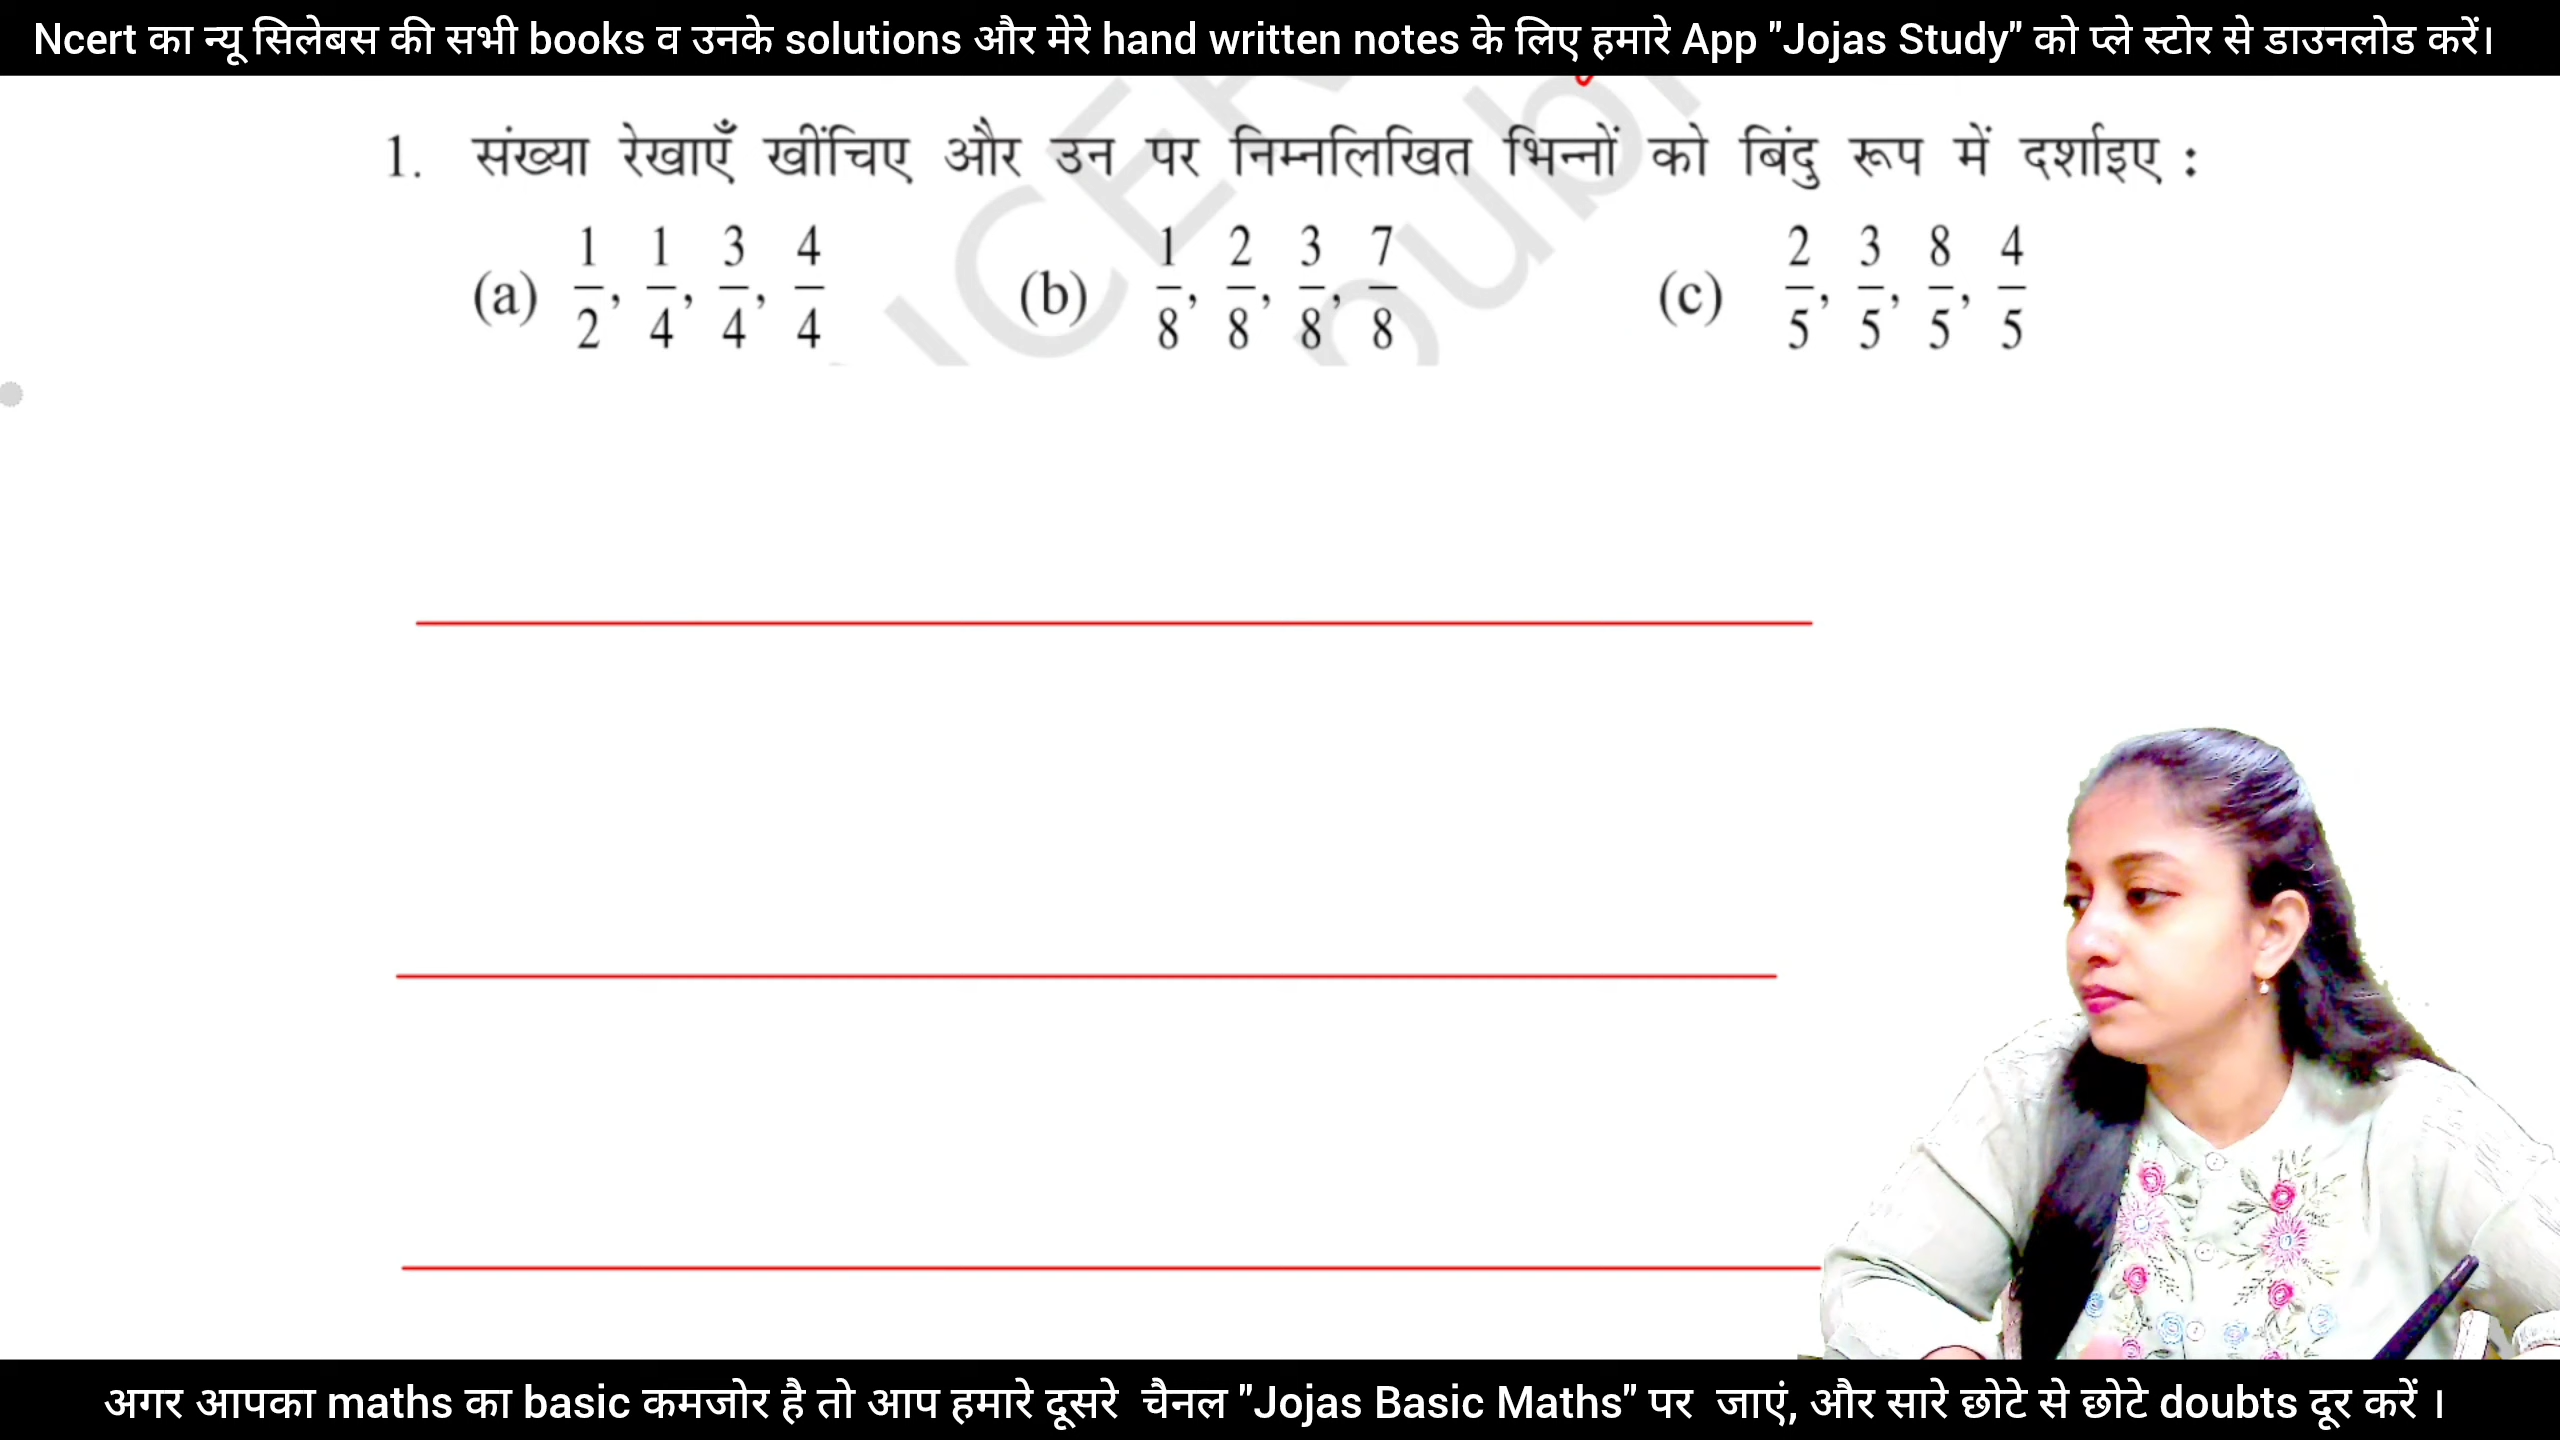 Ncert का न्यू सिलेबस की सभी books व उनके solutions और मेरे hand written notes के लिए हमारे App "Jojas Study" को प्ले स्टोर से डाउनलोड करें।
1. संख्या रेखाएँ खींचिए और उन पर निम्नलिखित भिन्नों को बिंदु रूप में दर्शाइए :
(a) 1/2, 1/4, 3/4, 4/4 (b) 1/8, 2/8, 3/8, 7/8 (c) 2/5, 3/5, 8/5, 4/5
अगर आपका maths का basic कमजोर है तो आप हमारे दूसरे चैनल "Jojas Basic Maths" पर जाएं, और सारे छोटे से छोटे doubts दूर करें ।